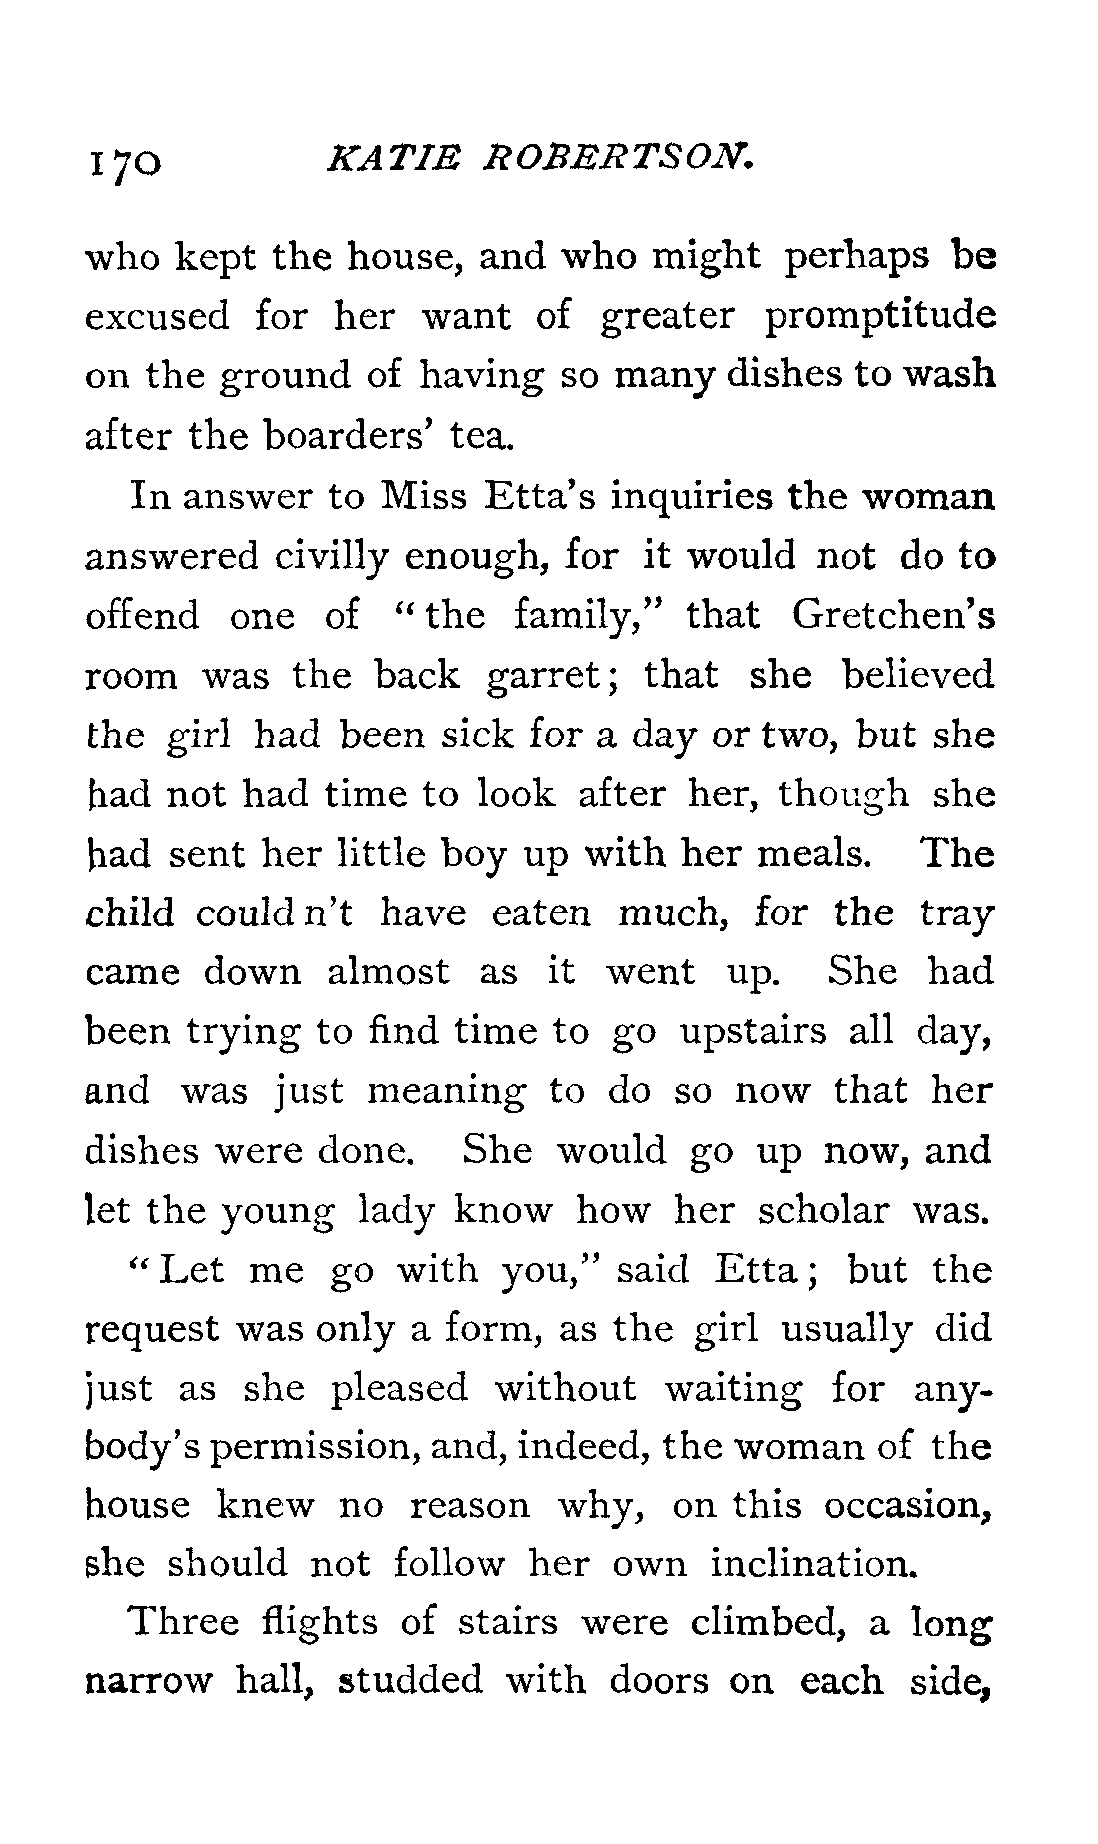 170 KATIE ROBERTSON.
who kept the house, and who might perhaps be
excused for her want of greater promptitude
on the ground of having so many dishes to wash
after the boarders' tea.
In answer to Miss Etta's inquiries the woman
answered civilly enough, for it would not do to
offend one of "the family," that Gretchen's
room was the back garret; that she believed
the girl had been sick for a day or two, but she
had not had time to look after her, though she
had sent her little boy up with her meals. The
child couldn't have eaten much, for the tray
came down almost as it went up. She had
been trying to find time to go upstairs all day,
and was just meaning to do so now that her
dishes were done. She would go up now, and
let the young lady know how her scholar was.
"Let me go with you," said Etta; but the
request was only a form, as the girl usually did
just as she pleased without waiting for any-
body's permission, and, indeed, the woman of the
house knew no reason why, on this occasion,
she should not follow her own inclination.
Three flights of stairs were climbed, a long
narrow hall, studded with doors on each side,